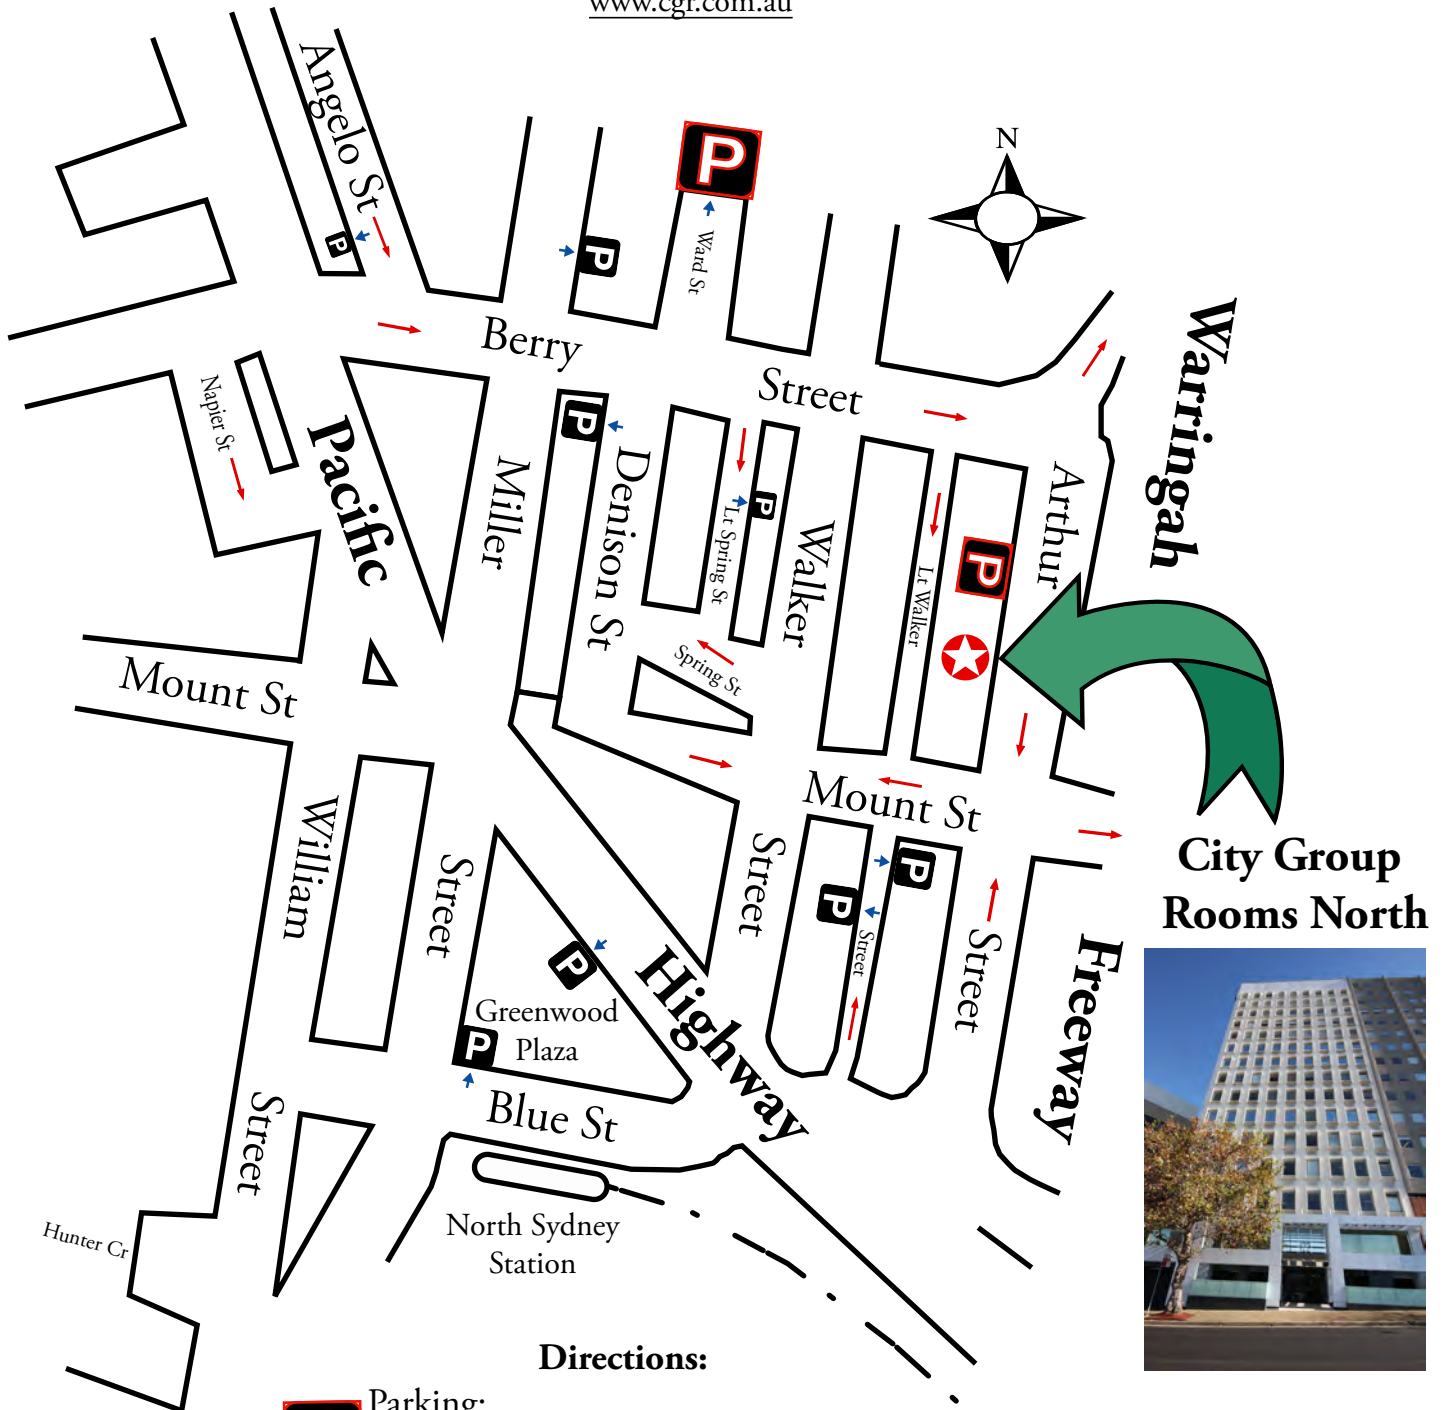 www.cgr.com.au
Angelo St
P
N
P
Ward St
P
Warringah
Berry
Street
Napier St
P
Pacific
Miller
Denison St
Lt Spring St
P
Walker
Arthur
P
Lt Walker
Spring St
Mount St
Mount St
William
Street
Street
City Group
Rooms North
P
P
Street
Street
Freeway
Highway
P
Greenwood
Plaza
P
Blue St
Street
Hunter Cr
North Sydney
Station
Directions:
Parking: